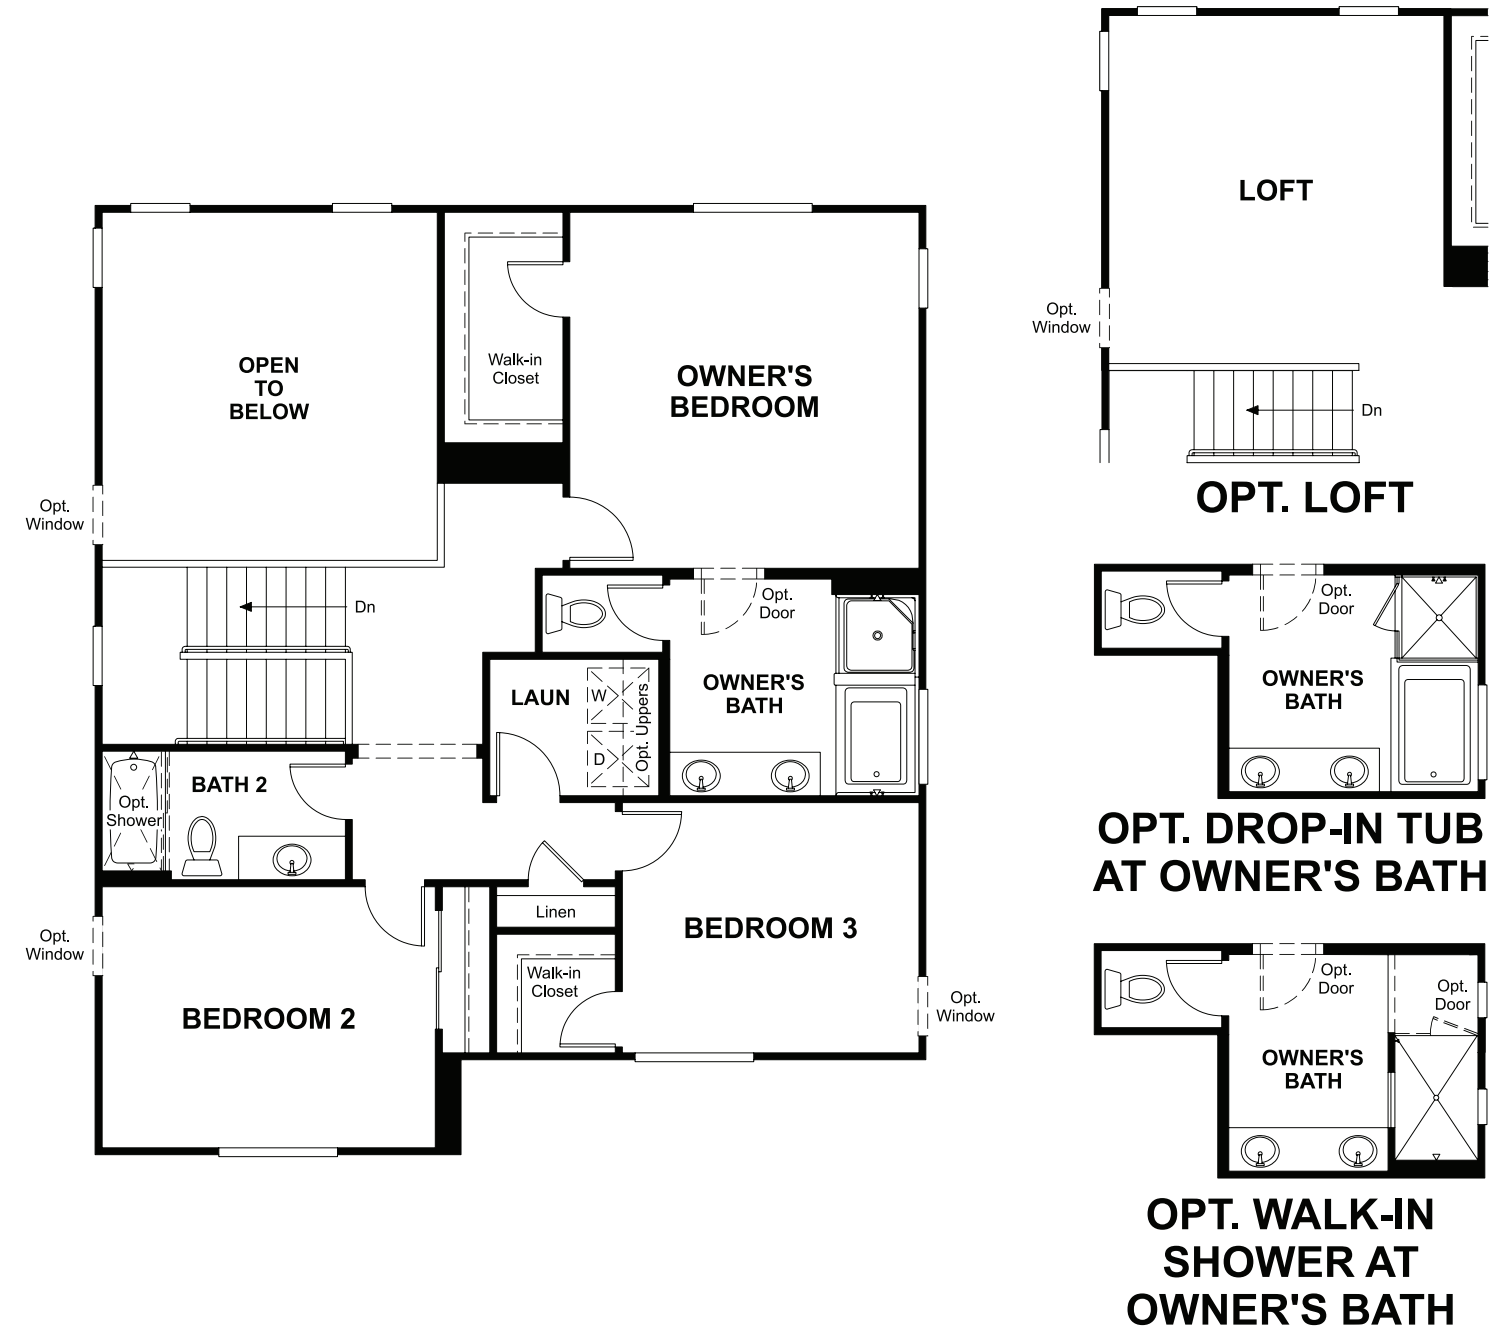 OPEN
TO
BELOW
Walk-in
Closet
OWNER'S
BEDROOM
Opt.
Window
Dn
Opt.
Door
LAUN
W
D
Opt. Uppers
OWNER'S
BATH
BATH 2
Opt.
Shower
Linen
Opt.
Window
BEDROOM 2
Walk-in
Closet
BEDROOM 3
Opt.
Window
LOFT
Opt.
Window
Dn
OPT. LOFT
Opt.
Door
OWNER'S
BATH
OPT. DROP-IN TUB
AT OWNER'S BATH
Opt.
Door
Opt.
Door
OWNER'S
BATH
OPT. WALK-IN
SHOWER AT
OWNER'S BATH